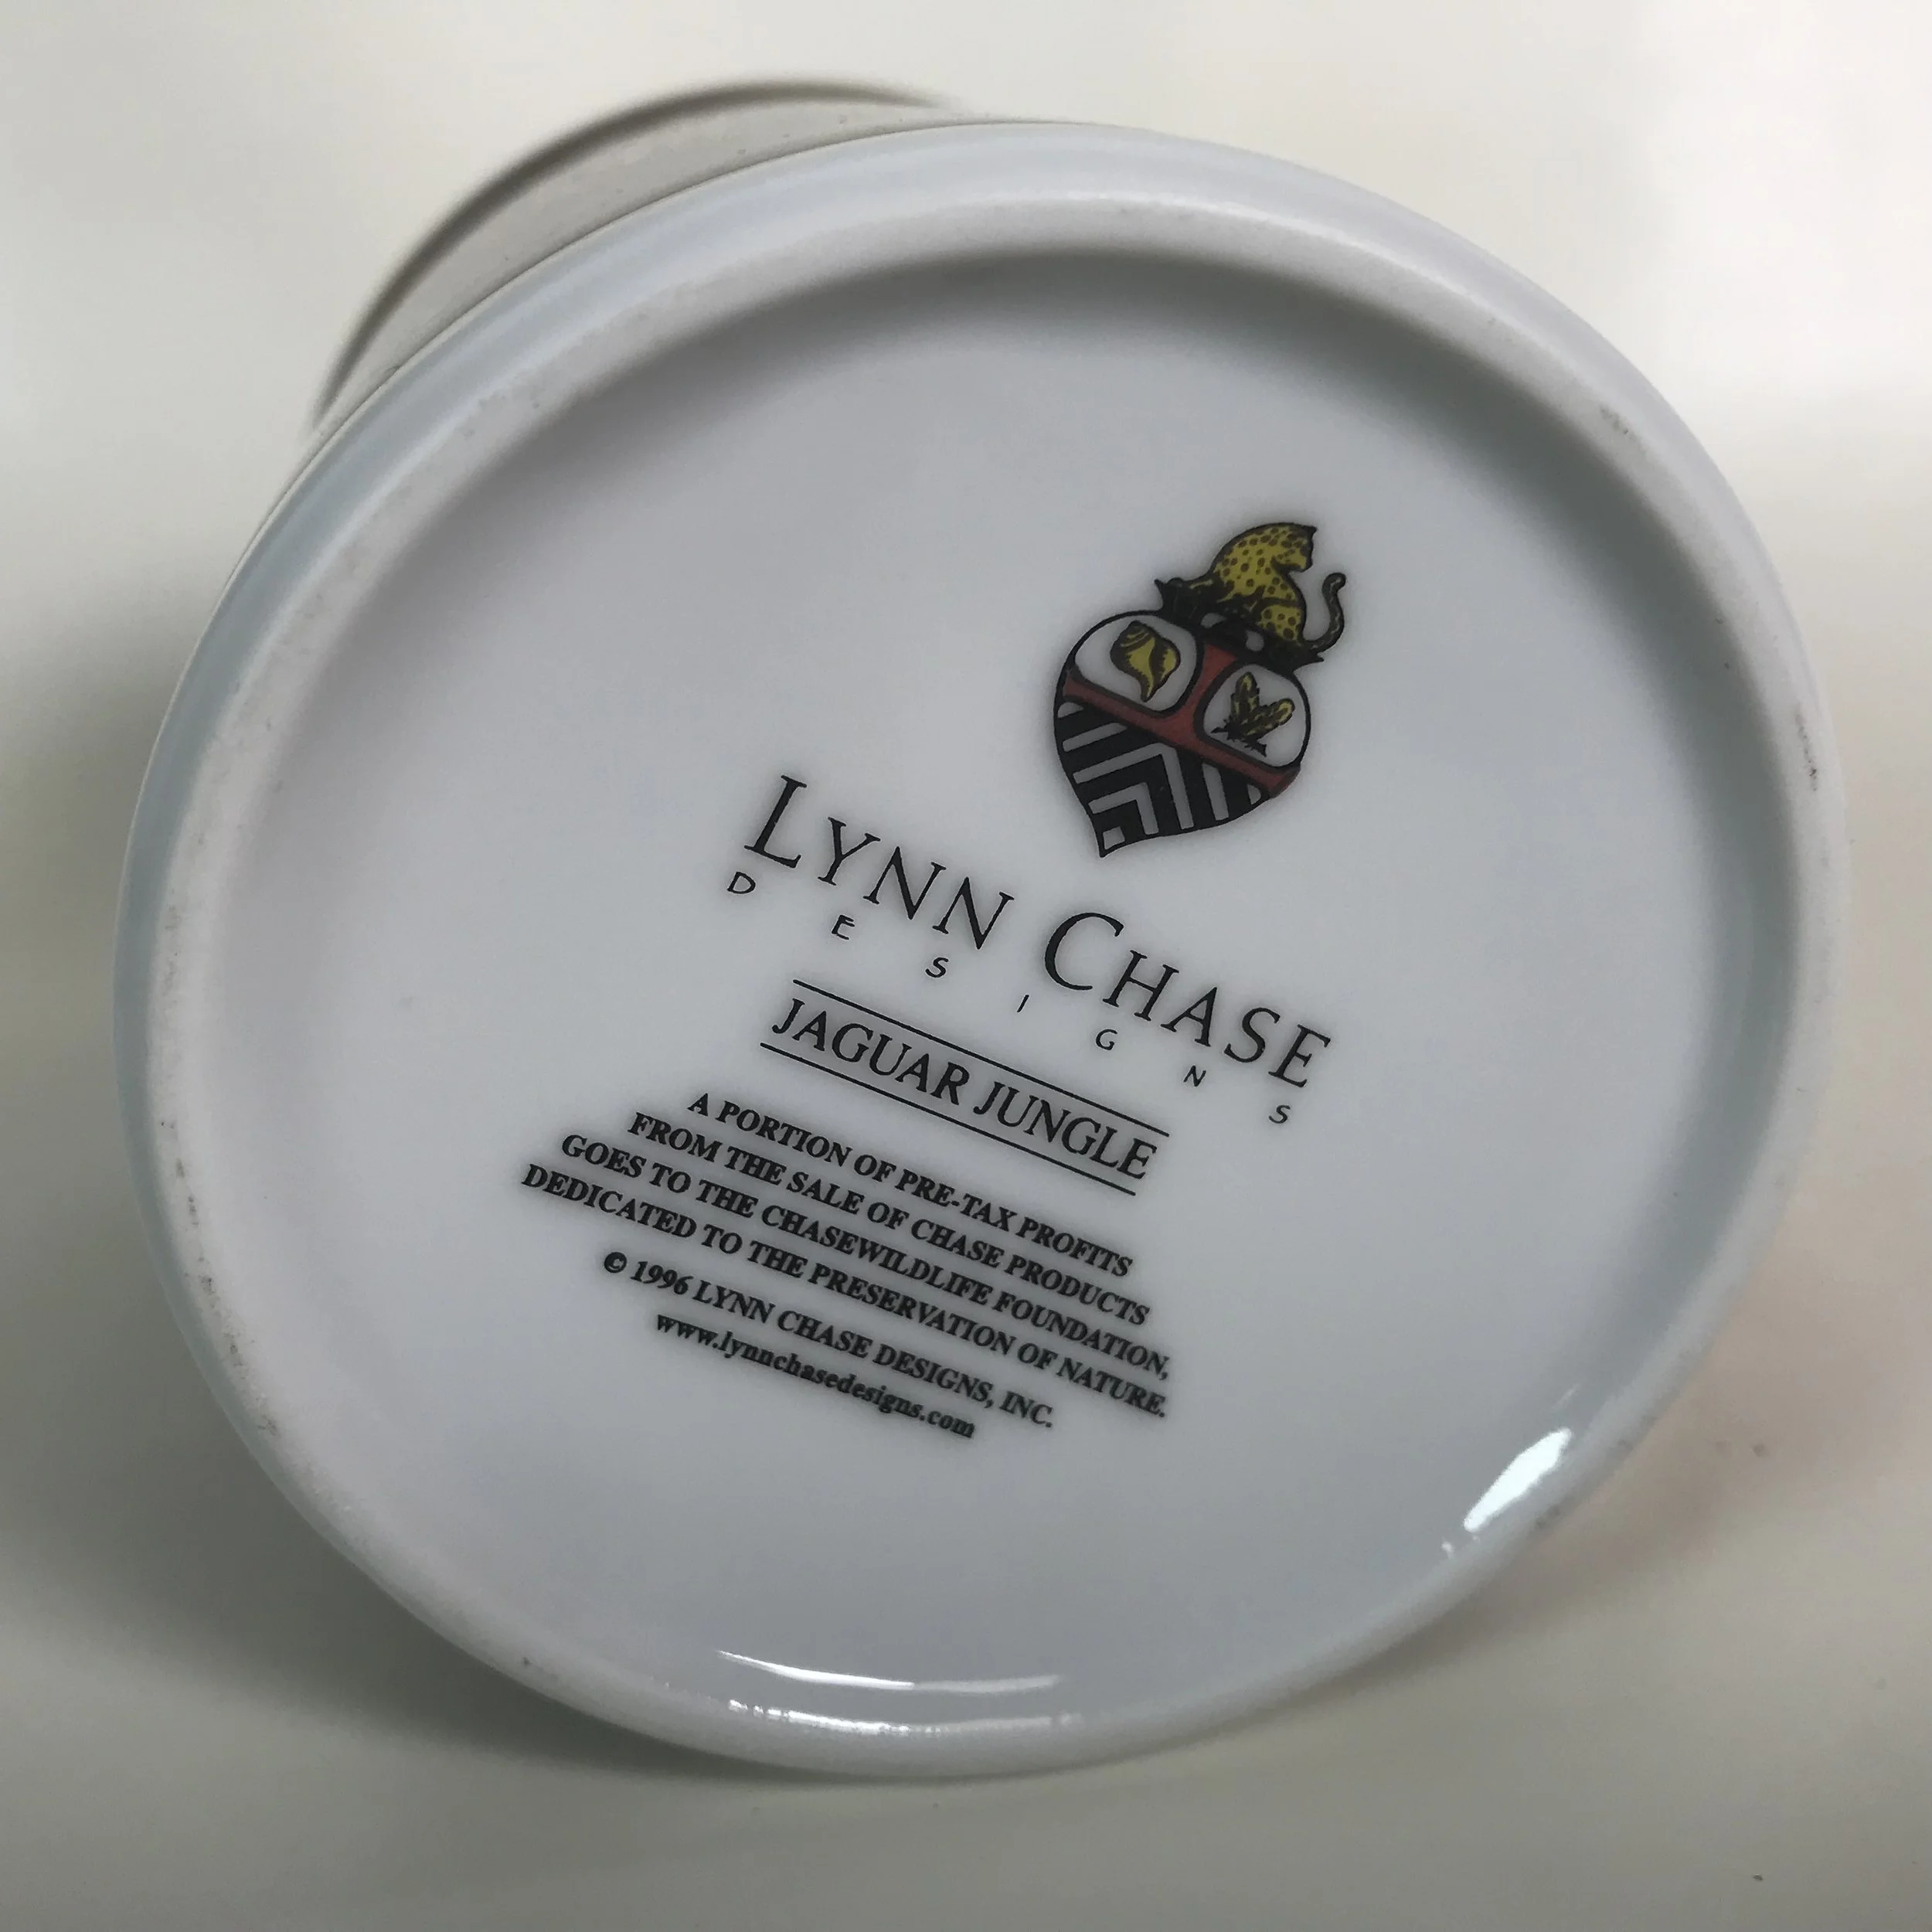 LYNN CHASE
DESIGNS
JAGUAR JUNGLE
A PORTION OF PRE-TAX PROFITS
FROM THE SALE OF CHASE PRODUCTS
GOES TO THE CHASEWILDLIFE FOUNDATION,
DEDICATED TO THE PRESERVATION OF NATURE.
© 1996 LYNN CHASE DESIGNS, INC.
www.lynnchasedesigns.com